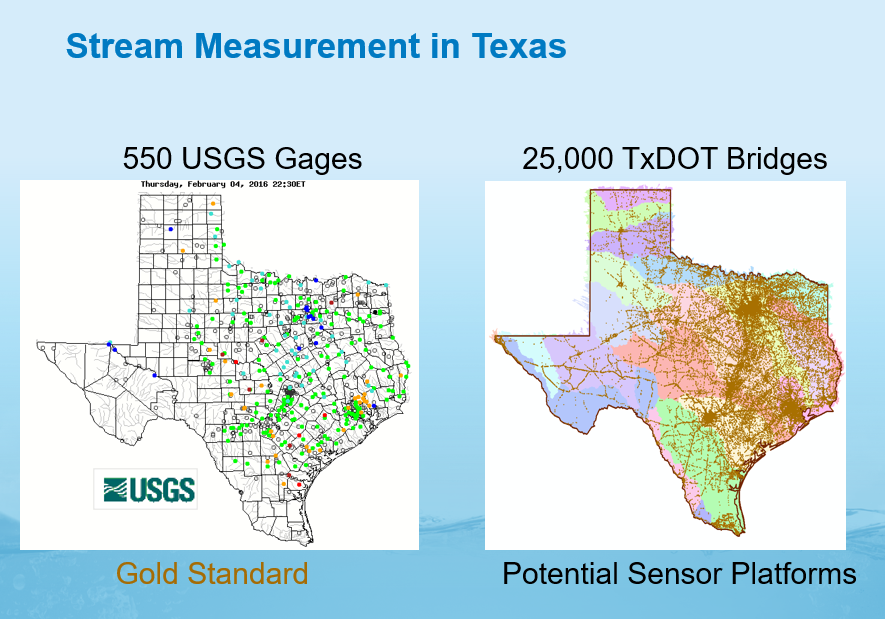 Stream Measurement in Texas
550 USGS Gages
25,000 TxDOT Bridges
Thursday, February 04, 2016 22:30ET
USGS
Gold Standard
Potential Sensor Platforms